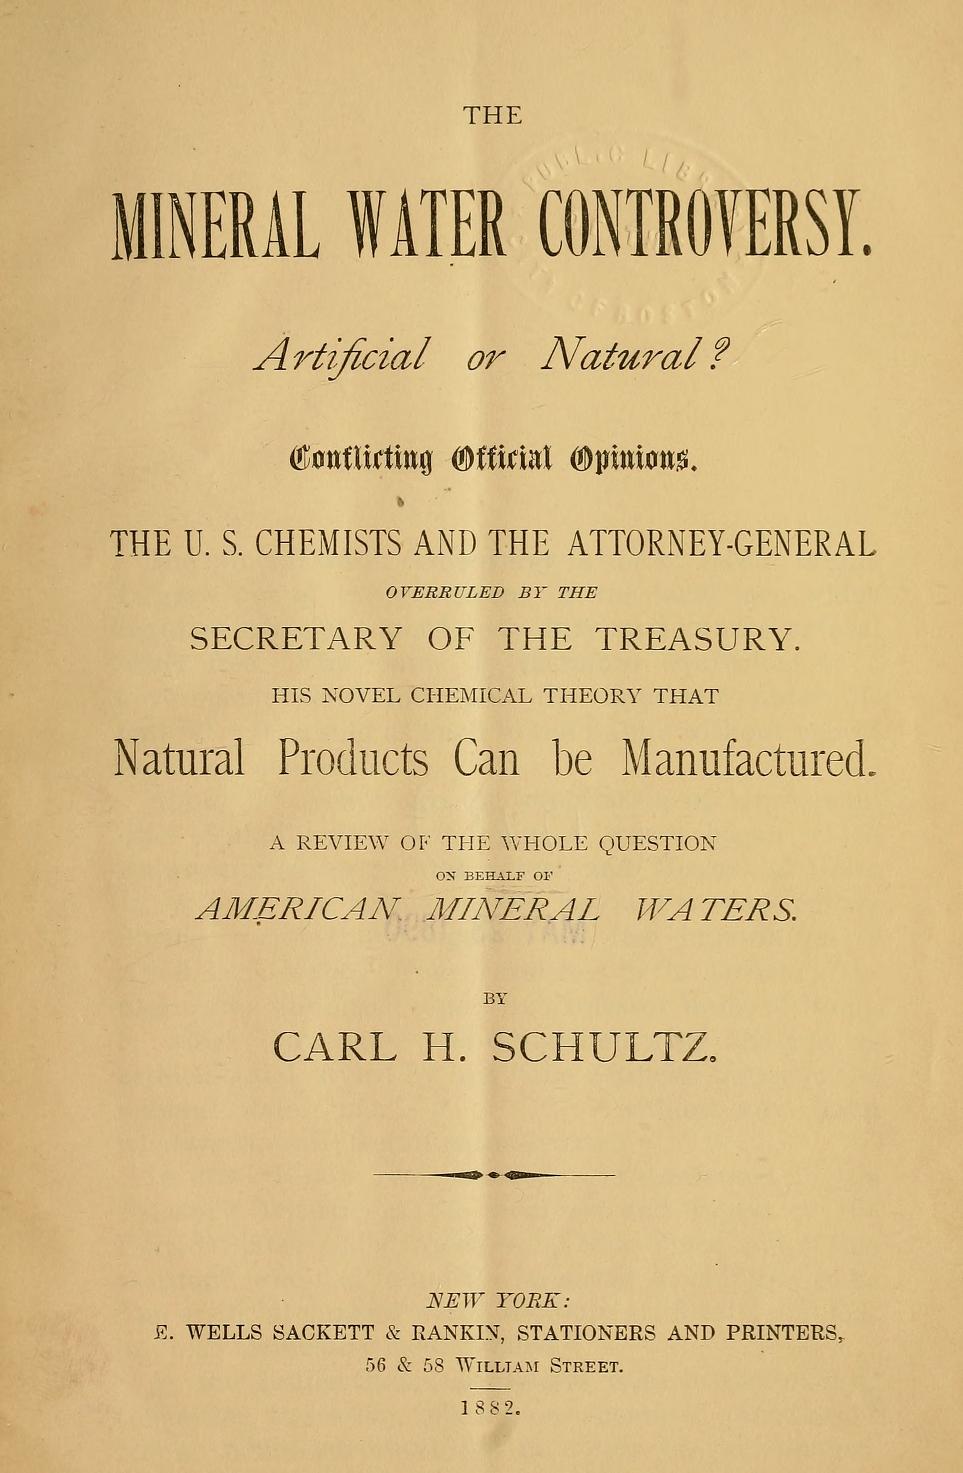 THE
MINERAL WATER CONTROVERSY.
Artificial or Natural?
Conflicting Official Opinions.
THE U. S. CHEMISTS AND THE ATTORNEY-GENERAL
OVERRULED BY THE
SECRETARY OF THE TREASURY.
HIS NOVEL CHEMICAL THEORY THAT
Natural Products Can be Manufactured.
A REVIEW OF THE WHOLE QUESTION
ON BEHALF OF
AMERICAN MINERAL WATERS.
BY
CARL H. SCHULTZ.
NEW YORK:
E. WELLS SACKETT & RANKIN, STATIONERS AND PRINTERS,
56 & 58 WILLIAM STREET.
1882.